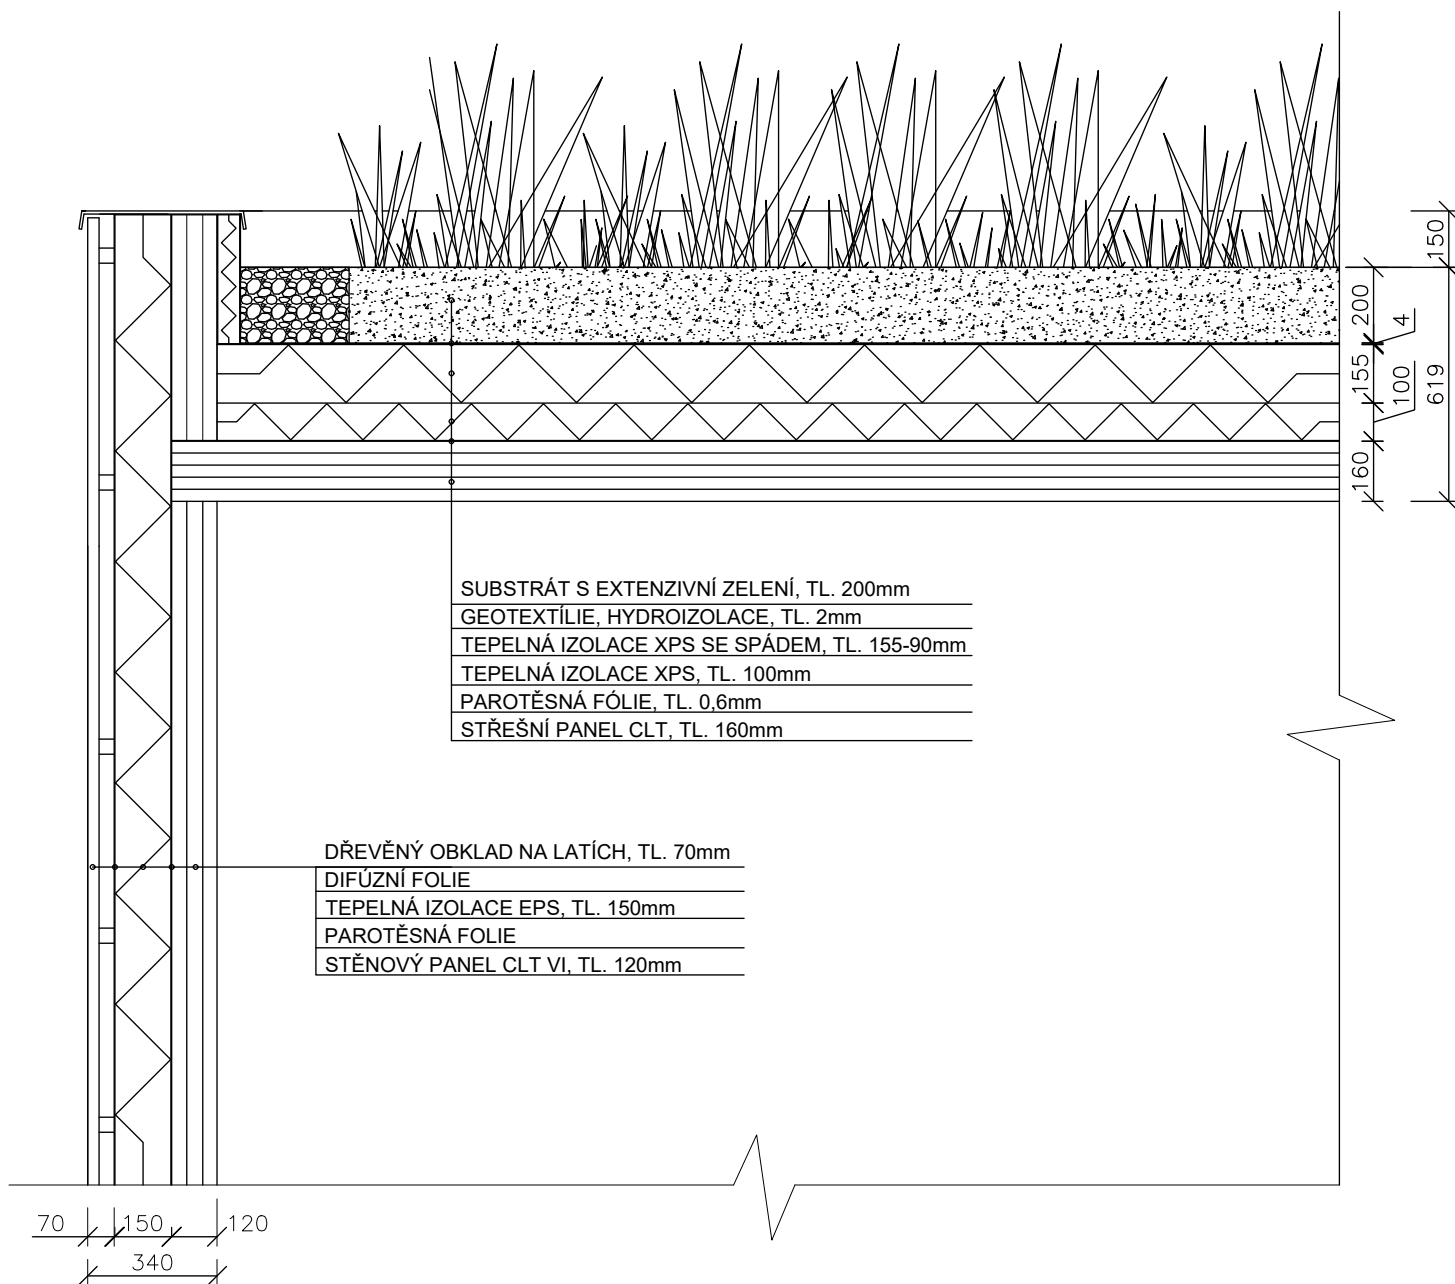 150
200
4
155
100
619
160
SUBSTRÁT S EXTENZIVNÍ ZELENÍ, TL. 200mm
GEOTEXTÍLIE, HYDROIZOLACE, TL. 2mm
TEPELNÁ IZOLACE XPS SE SPÁDEM, TL. 155-90mm
TEPELNÁ IZOLACE XPS, TL. 100mm
PAROTĚSNÁ FÓLIE, TL. 0,6mm
STŘEŠNÍ PANEL CLT, TL. 160mm
DŘEVĚNÝ OBKLAD NA LATÍCH, TL. 70mm
DIFÚZNÍ FOLIE
TEPELNÁ IZOLACE EPS, TL. 150mm
PAROTĚSNÁ FOLIE
STĚNOVÝ PANEL CLT VI, TL. 120mm
70 150 120
340